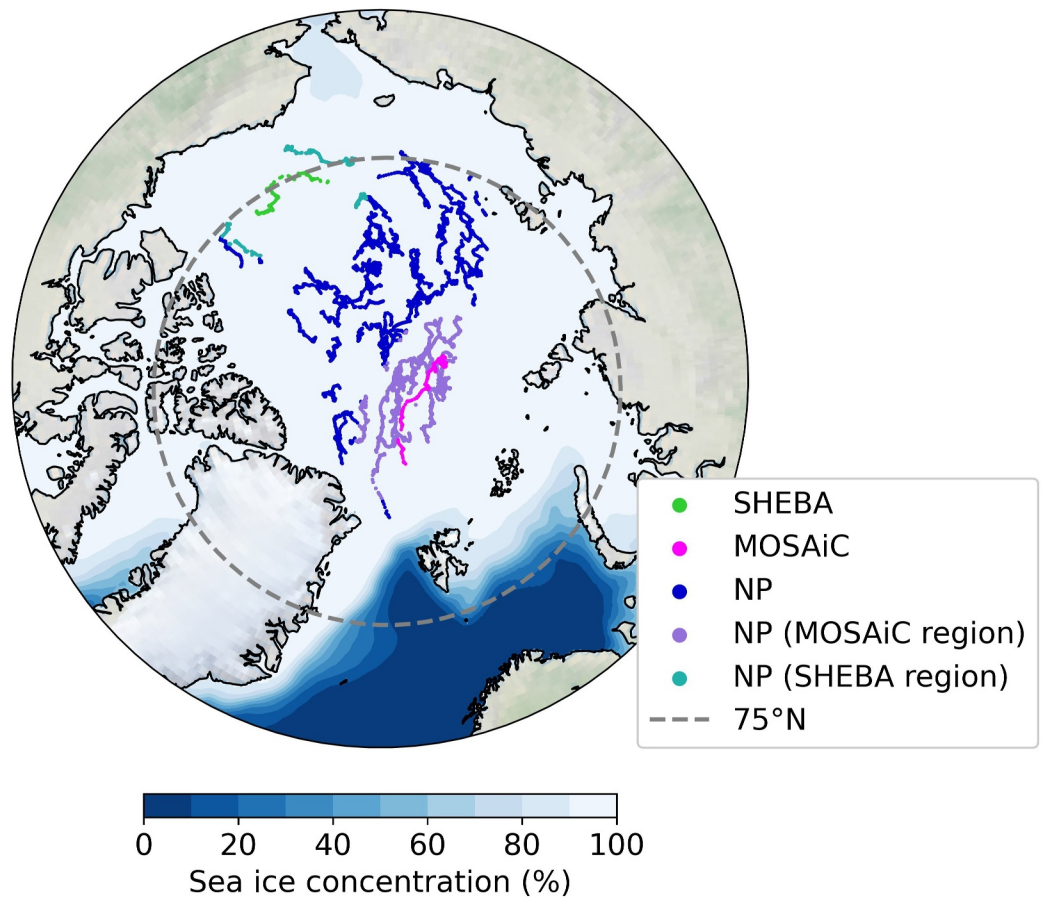 SHEBA
MOSAiC
NP
NP (MOSAiC region)
NP (SHEBA region)
75°N
0 20 40 60 80 100
Sea ice concentration (%)